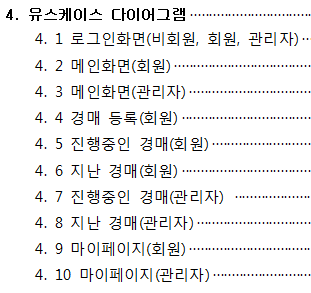 4. 유스케이스 다이어그램 ································
4. 1 로그인화면(비회원, 회원, 관리자) ···
4. 2 메인화면(회원) ································
4. 3 메인화면(관리자) ······························
4. 4 경매 등록(회원) ·······························
4. 5 진행중인 경매(회원) ··························
4. 6 지난 경매(회원) ·······························
4. 7 진행중인 경매(관리자) ····················
4. 8 지난 경매(관리자) ····························
4. 9 마이페이지(회원) ······························
4. 10 마이페이지(관리자) ·························